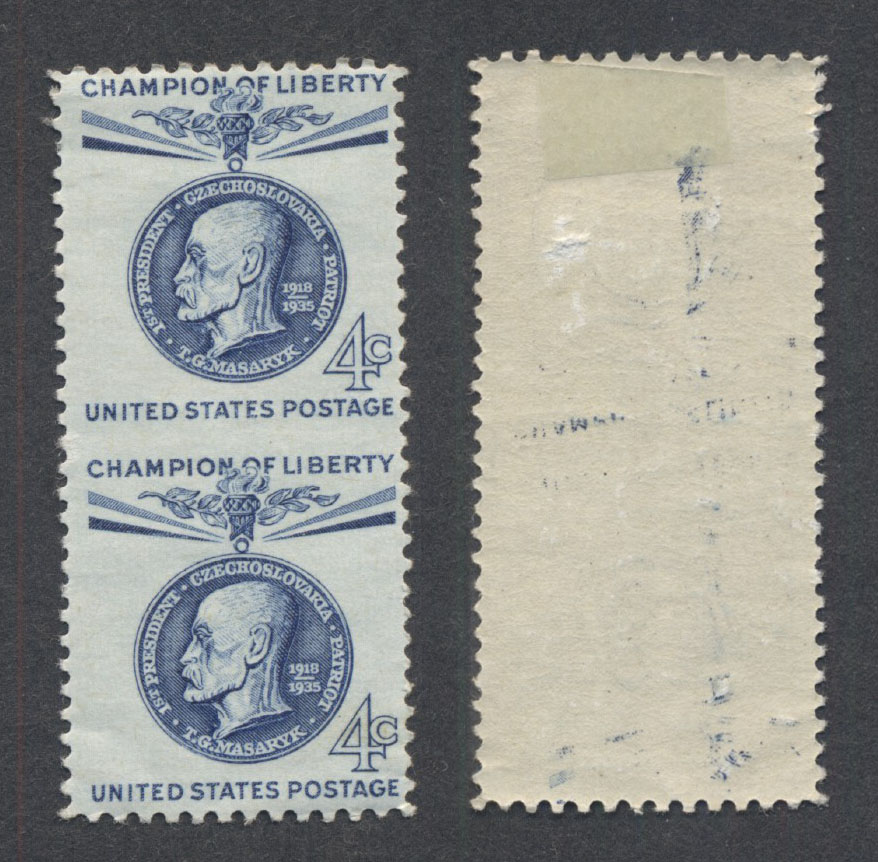 CHAMPION OF LIBERTY
1ST PRESIDENT · CZECHOSLOVAKIA · PATRIOT · T.G. MASARYK ·
1918
1935
4c
UNITED STATES POSTAGE
CHAMPION OF LIBERTY
1ST PRESIDENT · CZECHOSLOVAKIA · PATRIOT · T.G. MASARYK ·
1918
1935
4c
UNITED STATES POSTAGE